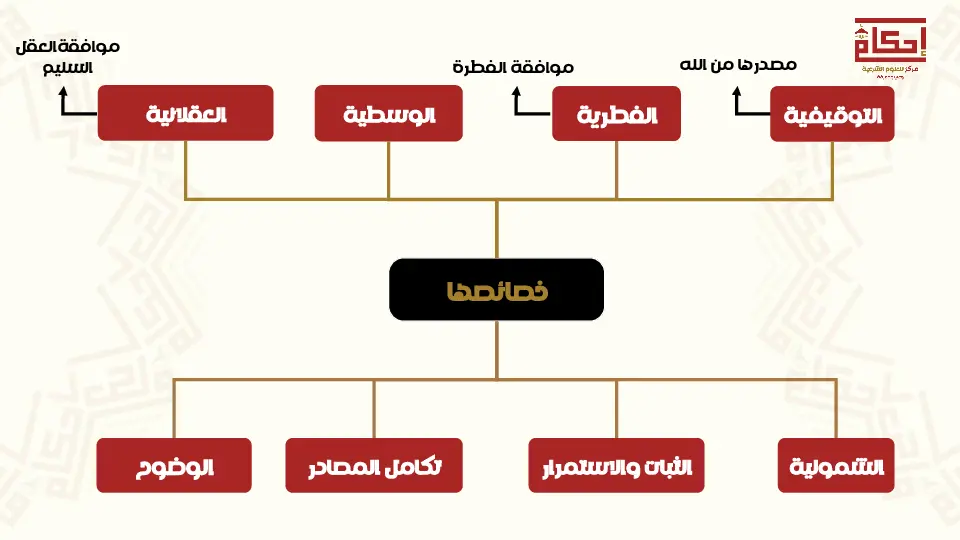 إحكام
مركز للعلوم الشرعية
مصدرها من الله
موافقة الفطرة
موافقة العقل
السليم
التوقيفية
الفطرية
الوسطية
العقلانية
خصائصها
الشمولية
الثبات والاستمرار
تكامل المصادر
الوضوح